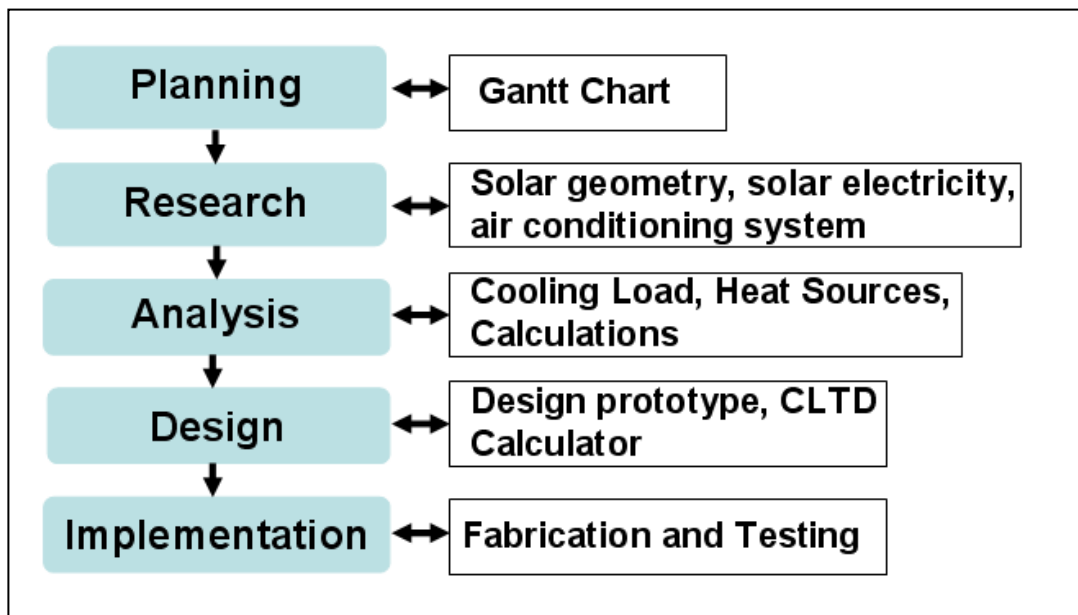 Planning
Gantt Chart
Research
Solar geometry, solar electricity,
air conditioning system
Analysis
Cooling Load, Heat Sources,
Calculations
Design
Design prototype, CLTD
Calculator
Implementation
Fabrication and Testing